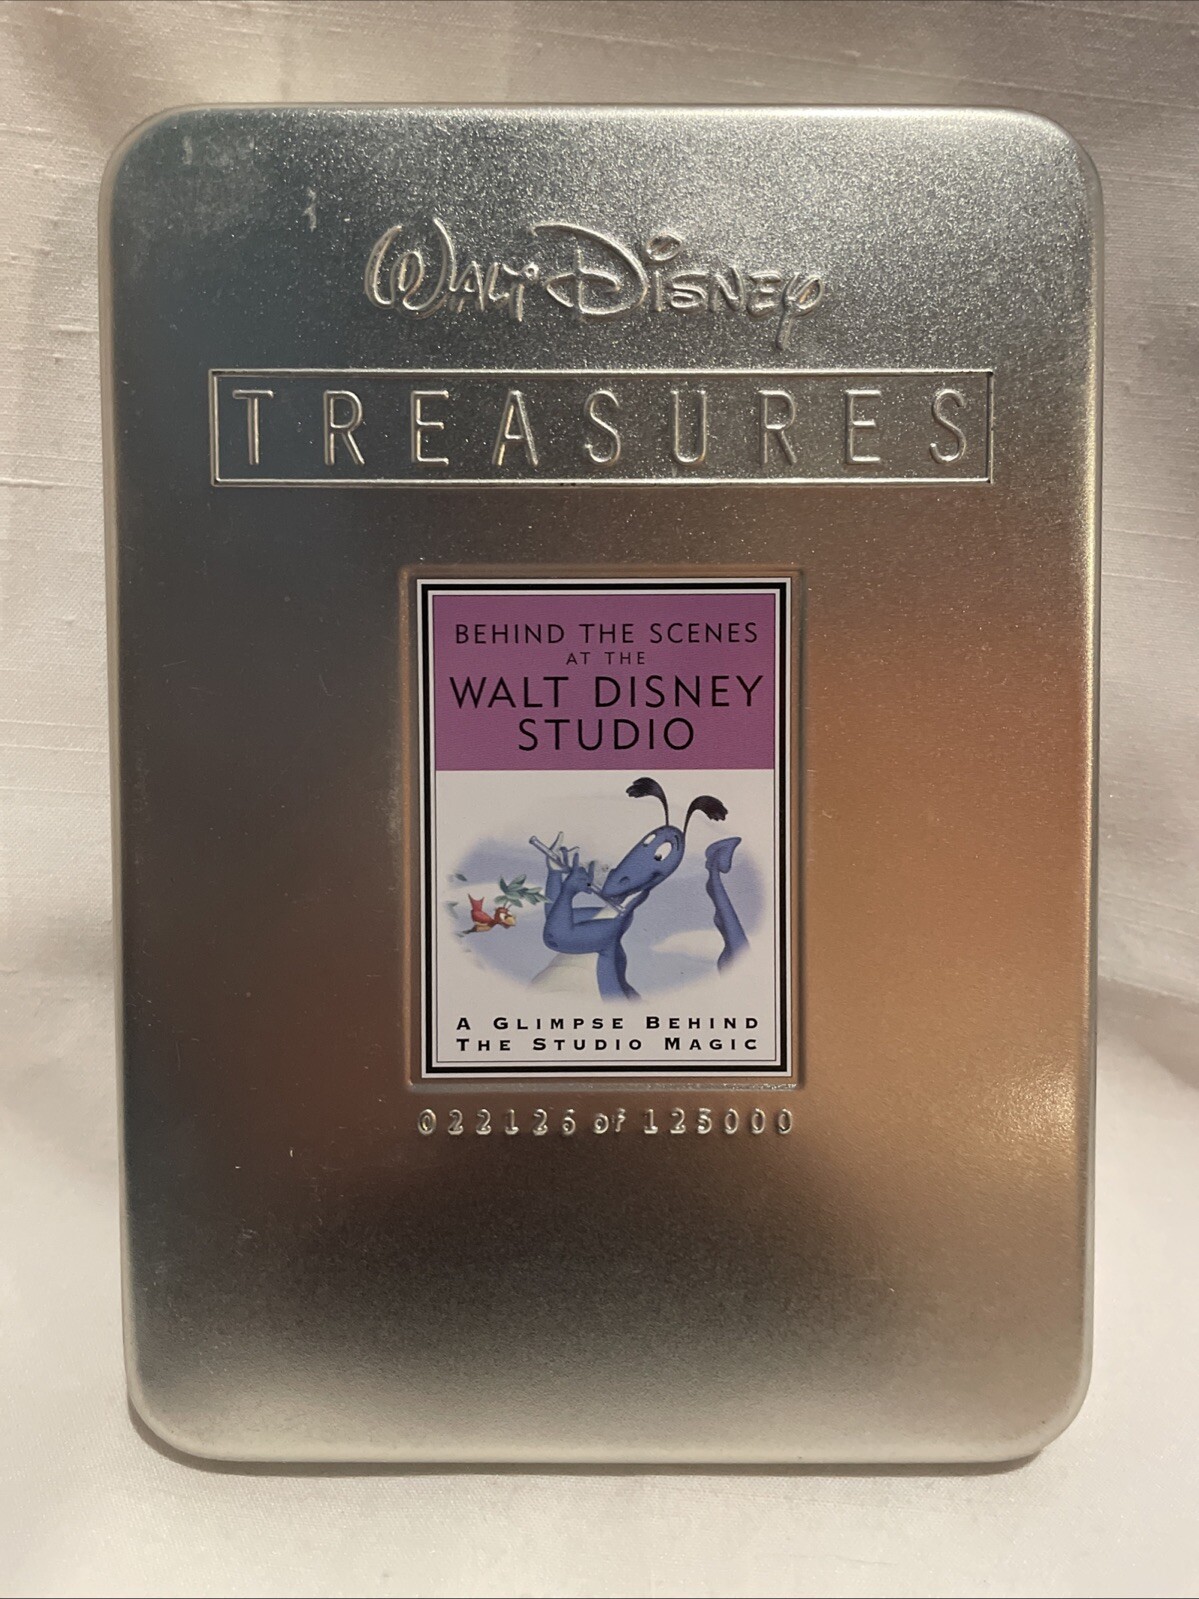 WALT DISNEY
TREASURES
BEHIND THE SCENES
AT THE
WALT DISNEY
STUDIO
A GLIMPSE BEHIND
THE STUDIO MAGIC
022126 of 125000